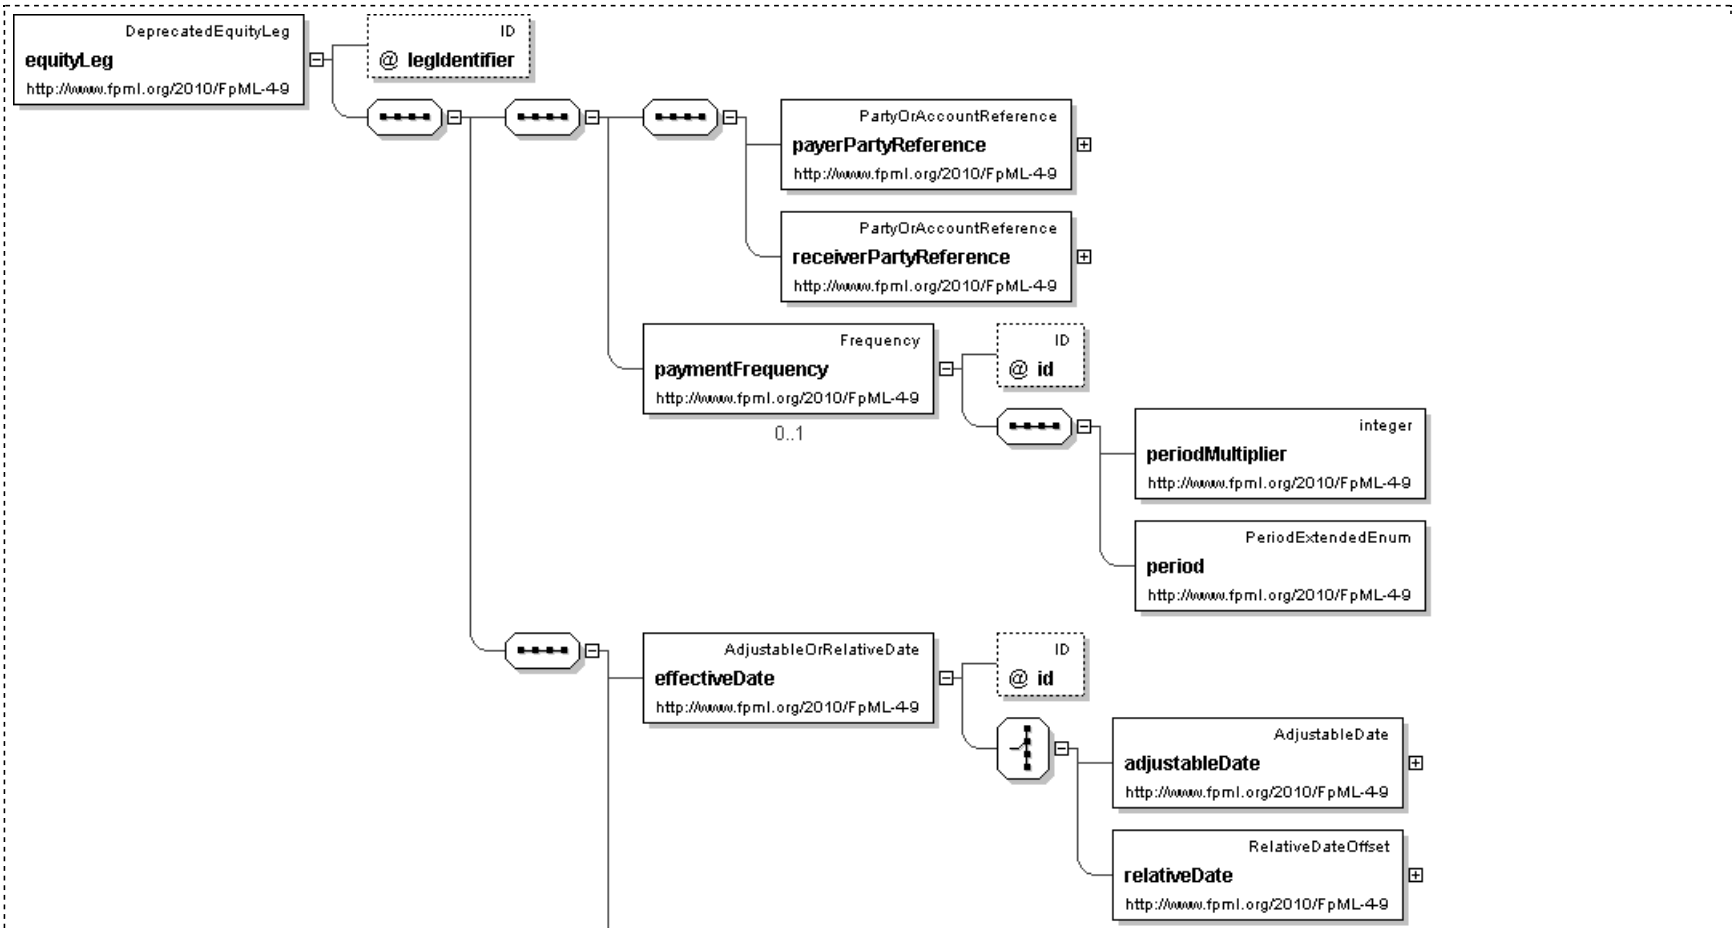 DeprecatedEquityLeg
equityLeg
http://www.fpml.org/2010/FpML-4-9
ID
@ legIdentifier
PartyOrAccountReference
payerPartyReference
http://www.fpml.org/2010/FpML-4-9
PartyOrAccountReference
receiverPartyReference
http://www.fpml.org/2010/FpML-4-9
Frequency
paymentFrequency
http://www.fpml.org/2010/FpML-4-9
0..1
ID
@ id
integer
periodMultiplier
http://www.fpml.org/2010/FpML-4-9
PeriodExtendedEnum
period
http://www.fpml.org/2010/FpML-4-9
AdjustableOrRelativeDate
effectiveDate
http://www.fpml.org/2010/FpML-4-9
ID
@ id
AdjustableDate
adjustableDate
http://www.fpml.org/2010/FpML-4-9
RelativeDateOffset
relativeDate
http://www.fpml.org/2010/FpML-4-9